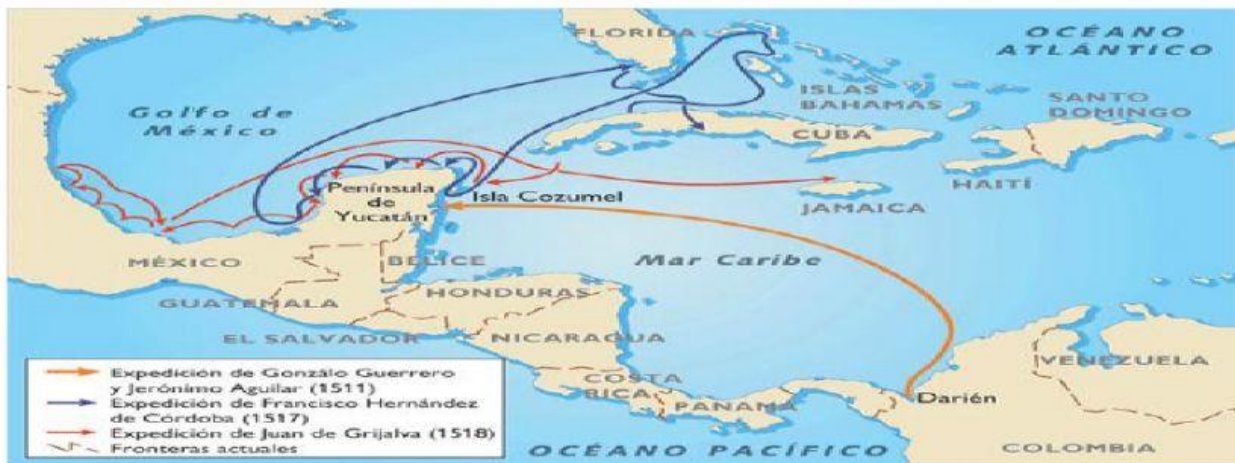 FLORIDA
OCÉANO
ATLÁNTICO
Golfo de
México
ISLAS
BAHAMAS
SANTO
DOMINGO
CUBA
HAITÍ
Península
de
Yucatán
Isla Cozumel
JAMAICA
MÉXICO
BELICE
Mar Caribe
GUATEMALA
HONDURAS
EL SALVADOR
NICARAGUA
VENEZUELA
COSTA
RICA
PANAMÁ
Darién
COLOMBIA
OCÉANO PACÍFICO
Expedición de Gonzálo Guerrero
y Jerónimo Aguilar (1511)
Expedición de Francisco Hernández
de Córdoba (1517)
Expedición de Juan de Grijalva (1518)
Fronteras actuales